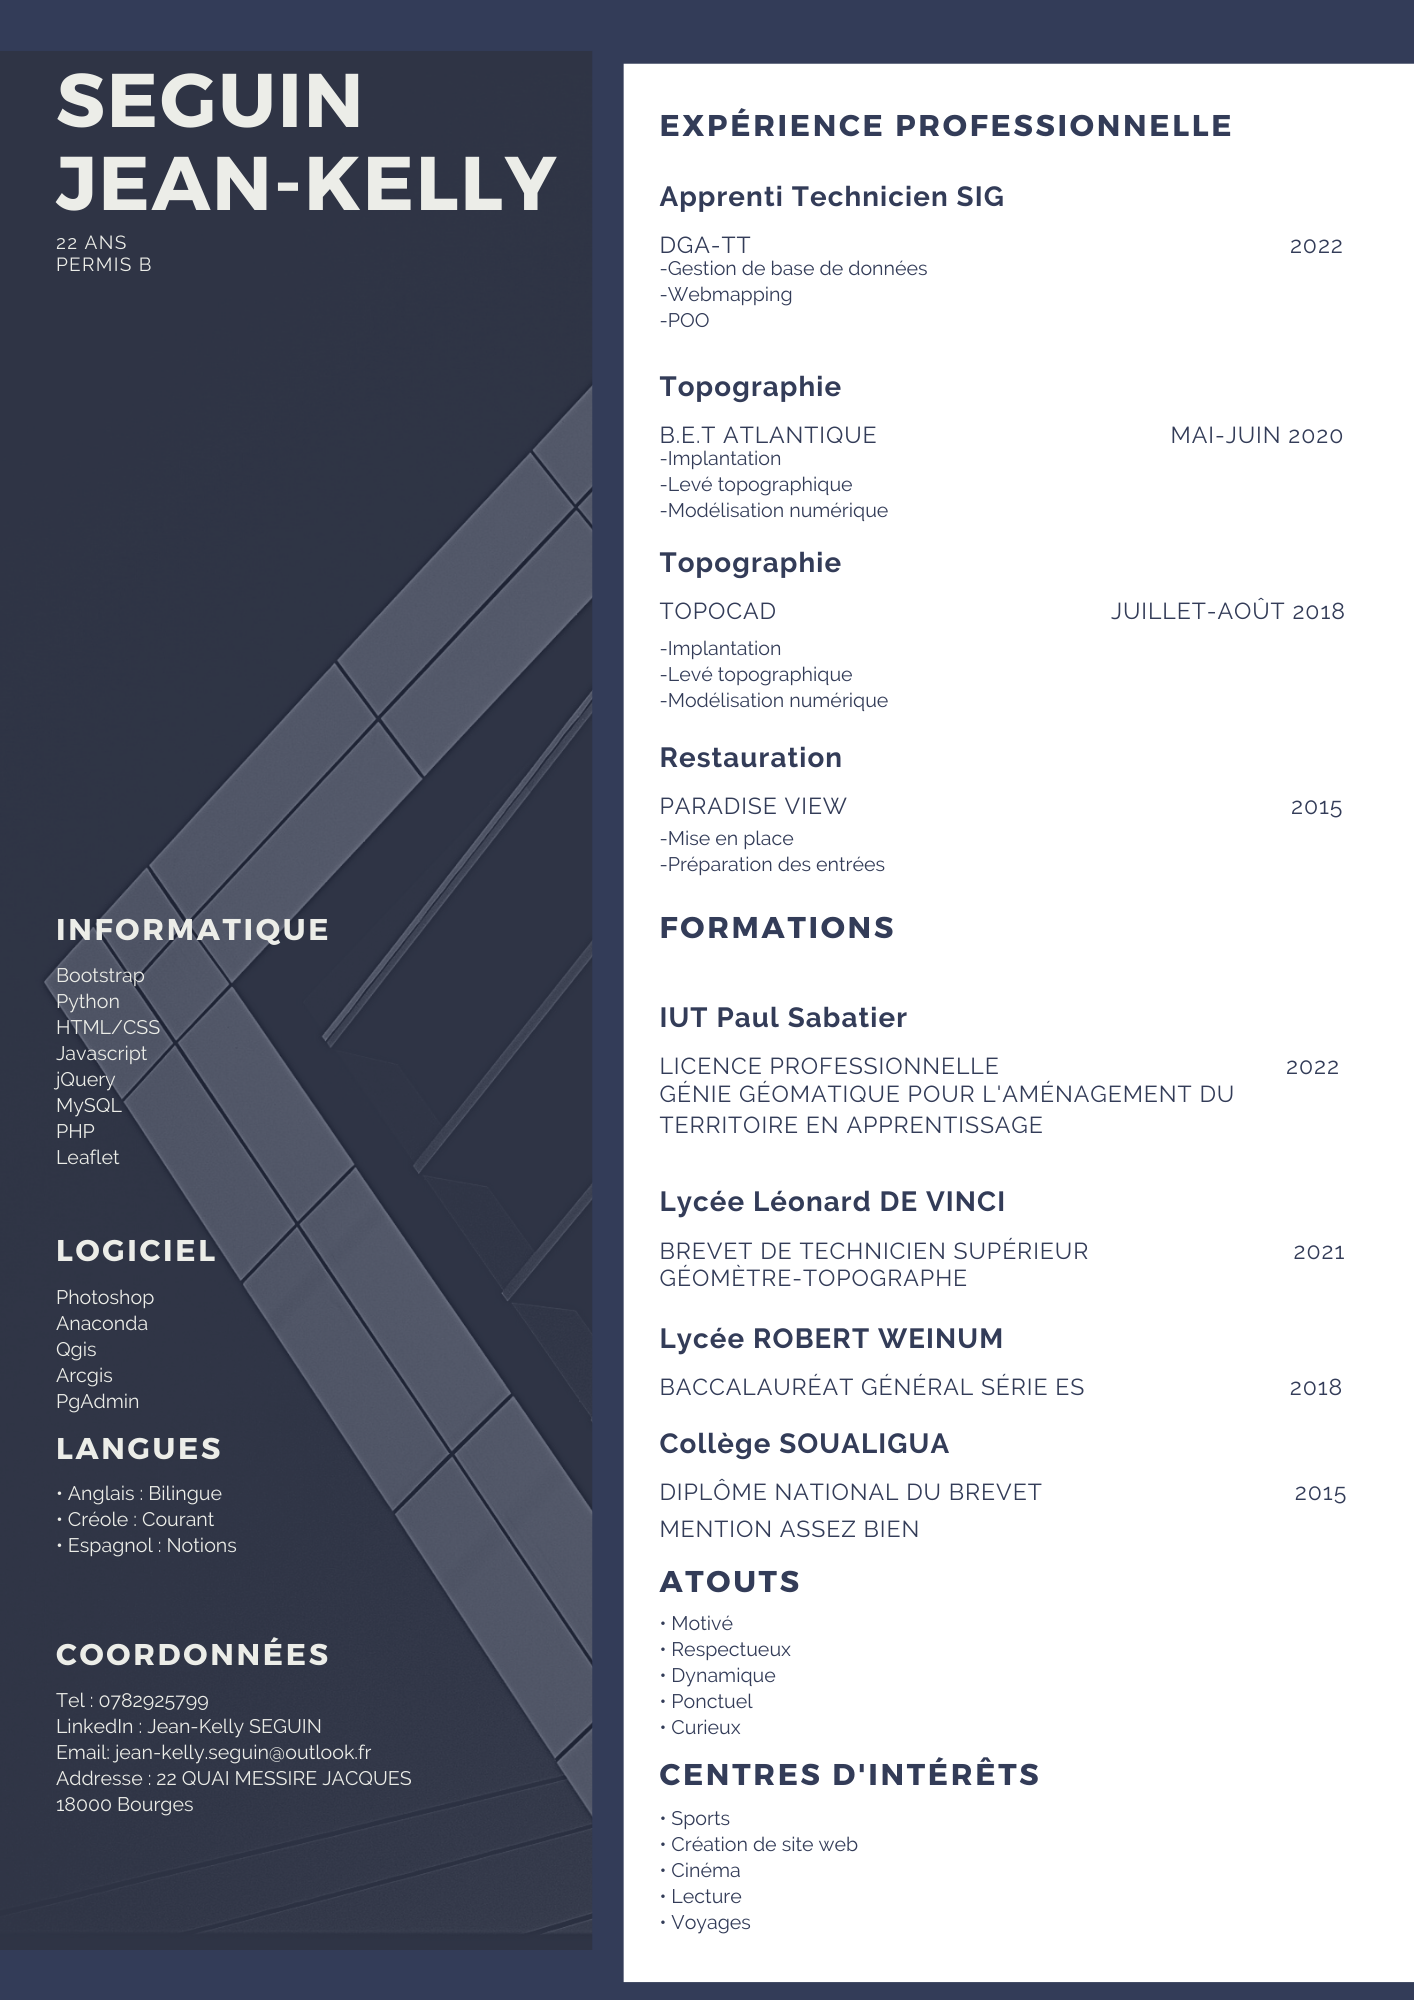 SEGUIN
JEAN-KELLY
22 ANS
PERMIS B
INFORMATIQUE
Bootstrap
Python
HTML/CSS
Javascript
jQuery
MySQL
PHP
Leaflet
LOGICIEL
Photoshop
Anaconda
Qgis
Arcgis
PgAdmin
LANGUES
• Anglais : Bilingue
• Créole : Courant
• Espagnol : Notions
COORDONNÉES
Tel : 0782925799
LinkedIn : Jean-Kelly SEGUIN
Email: jean-kelly.seguin@outlook.fr
Addresse : 22 QUAI MESSIRE JACQUES
18000 Bourges
EXPÉRIENCE PROFESSIONNELLE
Apprenti Technicien SIG
DGA-TT 2022
-Gestion de base de données
-Webmapping
-POO
Topographie
B.E.T ATLANTIQUE MAI-JUIN 2020
-Implantation
-Levé topographique
-Modélisation numérique
Topographie
TOPOCAD JUILLET-AOÛT 2018
-Implantation
-Levé topographique
-Modélisation numérique
Restauration
PARADISE VIEW 2015
-Mise en place
-Préparation des entrées
FORMATIONS
IUT Paul Sabatier
LICENCE PROFESSIONNELLE 2022
GÉNIE GÉOMATIQUE POUR L'AMÉNAGEMENT DU
TERRITOIRE EN APPRENTISSAGE
Lycée Léonard DE VINCI
BREVET DE TECHNICIEN SUPÉRIEUR 2021
GÉOMÈTRE-TOPOGRAPHE
Lycée ROBERT WEINUM
BACCALAURÉAT GÉNÉRAL SÉRIE ES 2018
Collège SOUALIGUA
DIPLÔME NATIONAL DU BREVET 2015
MENTION ASSEZ BIEN
ATOUTS
• Motivé
• Respectueux
• Dynamique
• Ponctuel
• Curieux
CENTRES D'INTÉRÊTS
• Sports
• Création de site web
• Cinéma
• Lecture
• Voyages